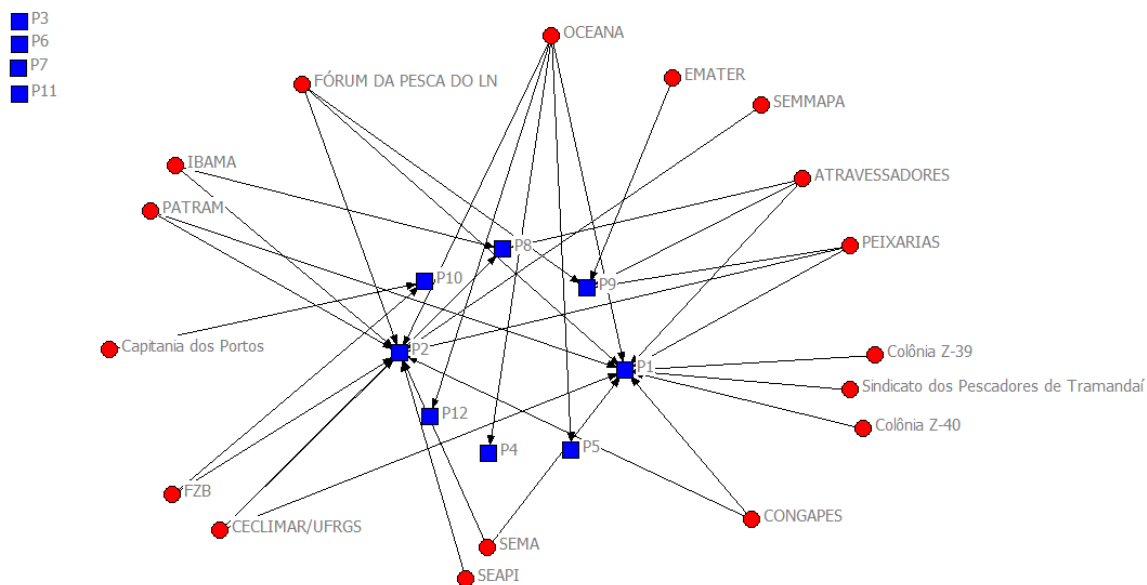 P3
P6
P7
P11
OCEANA
EMATER
FÓRUM DA PESCA DO LN
SEMMAPA
IBAMA
ATRAVESSADORES
PATRAM
PEIXARIAS
P8
P10
P9
Capitania dos Portos
P2
Colônia Z-39
P1
Sindicato dos Pescadores de Tramandaí
P12
Colônia Z-40
P4
P5
FZB
CECLIMAR/UFRGS
CONGAPES
SEMA
SEAPI